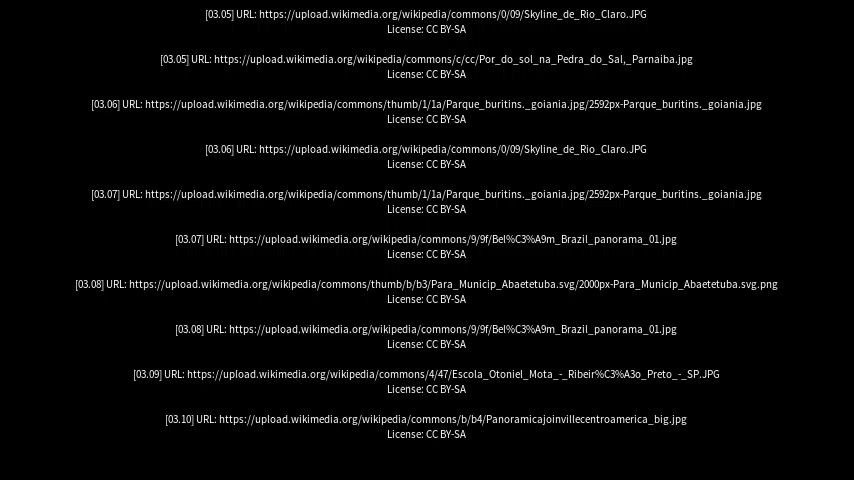 [03.05] URL: https://upload.wikimedia.org/wikipedia/commons/0/09/Skyline_de_Rio_Claro.JPG
License: CC BY-SA
[03.05] URL: https://upload.wikimedia.org/wikipedia/commons/c/cc/Por_do_sol_na_Pedra_do_Sal,_Parnaiba.jpg
License: CC BY-SA
[03.06] URL: https://upload.wikimedia.org/wikipedia/commons/thumb/1/1a/Parque_buritins._goiania.jpg/2592px-Parque_buritins._goiania.jpg
License: CC BY-SA
[03.06] URL: https://upload.wikimedia.org/wikipedia/commons/0/09/Skyline_de_Rio_Claro.JPG
License: CC BY-SA
[03.07] URL: https://upload.wikimedia.org/wikipedia/commons/thumb/1/1a/Parque_buritins._goiania.jpg/2592px-Parque_buritins._goiania.jpg
License: CC BY-SA
[03.07] URL: https://upload.wikimedia.org/wikipedia/commons/9/9f/Bel%C3%A9m_Brazil_panorama_01.jpg
License: CC BY-SA
[03.08] URL: https://upload.wikimedia.org/wikipedia/commons/thumb/b/b3/Para_Municip_Abaetetuba.svg/2000px-Para_Municip_Abaetetuba.svg.png
License: CC BY-SA
[03.08] URL: https://upload.wikimedia.org/wikipedia/commons/9/9f/Bel%C3%A9m_Brazil_panorama_01.jpg
License: CC BY-SA
[03.09] URL: https://upload.wikimedia.org/wikipedia/commons/4/47/Escola_Otoniel_Mota_-_Ribeir%C3%A3o_Preto_-_SP.JPG
License: CC BY-SA
[03.10] URL: https://upload.wikimedia.org/wikipedia/commons/b/b4/Panoramicajoinvillecentroamerica_big.jpg
License: CC BY-SA